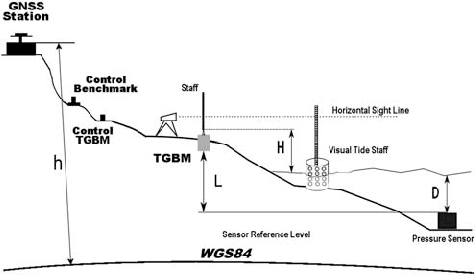 GNSS
Station
Control
Benchmark
Staff
Horizontal Sight Line
Control
TGBM
TGBM
H
Visual Tide Staff
h
L
D
Sensor Reference Level
Pressure Sensor
WGS84